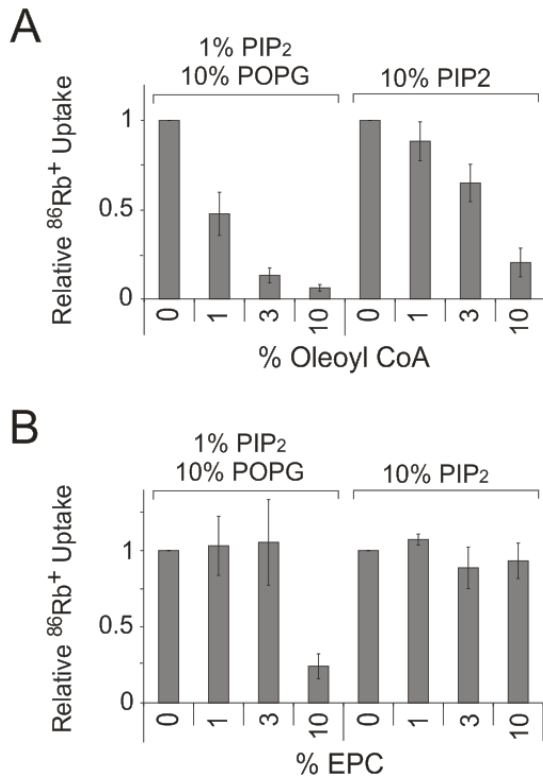 A
1% PIP₂
10% POPG
10% PIP2
Relative ⁸⁶Rb⁺ Uptake
1
0.5
0
0 1 3 10 0 1 3 10
% Oleoyl CoA
B
1% PIP₂
10% POPG
10% PIP₂
Relative ⁸⁶Rb⁺ Uptake
1
0.5
0
0 1 3 10 0 1 3 10
% EPC